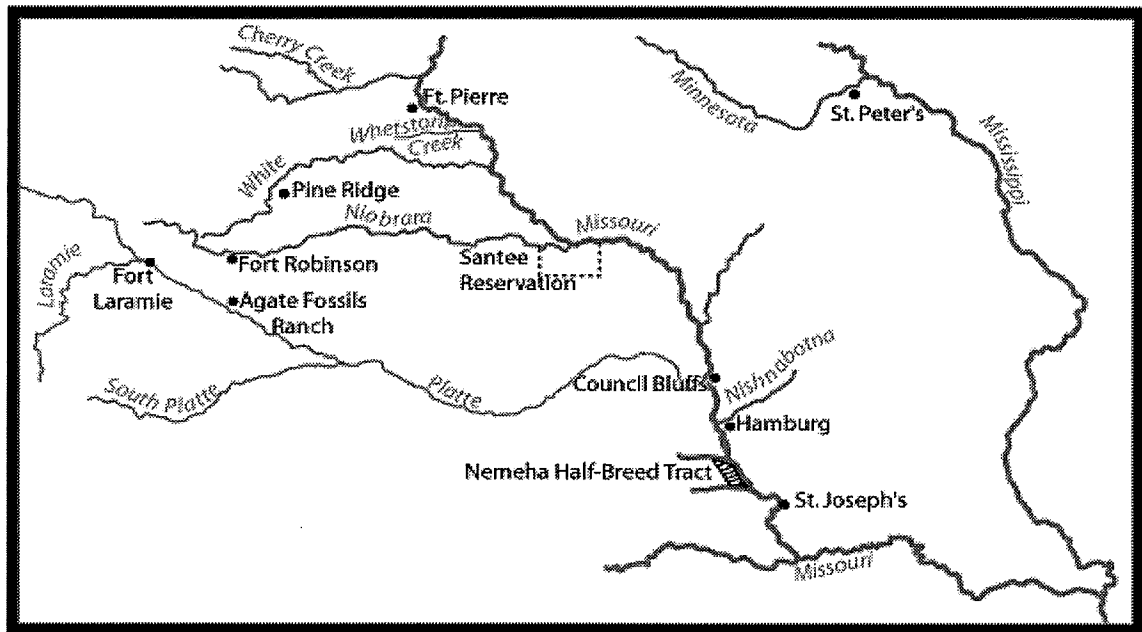 Cherry Creek
Ft. Pierre
Minnesota
St. Peter's
Mississippi
Whetstone
Creek
White
Pine Ridge
Niobrara
Missouri
Laramie
Fort
Laramie
Fort Robinson
Santee
Reservation
Agate Fossils
Ranch
South Platte
Platte
Council Bluffs
Nishnabotna
Hamburg
Nemeha Half-Breed Tract
St. Joseph's
Missouri